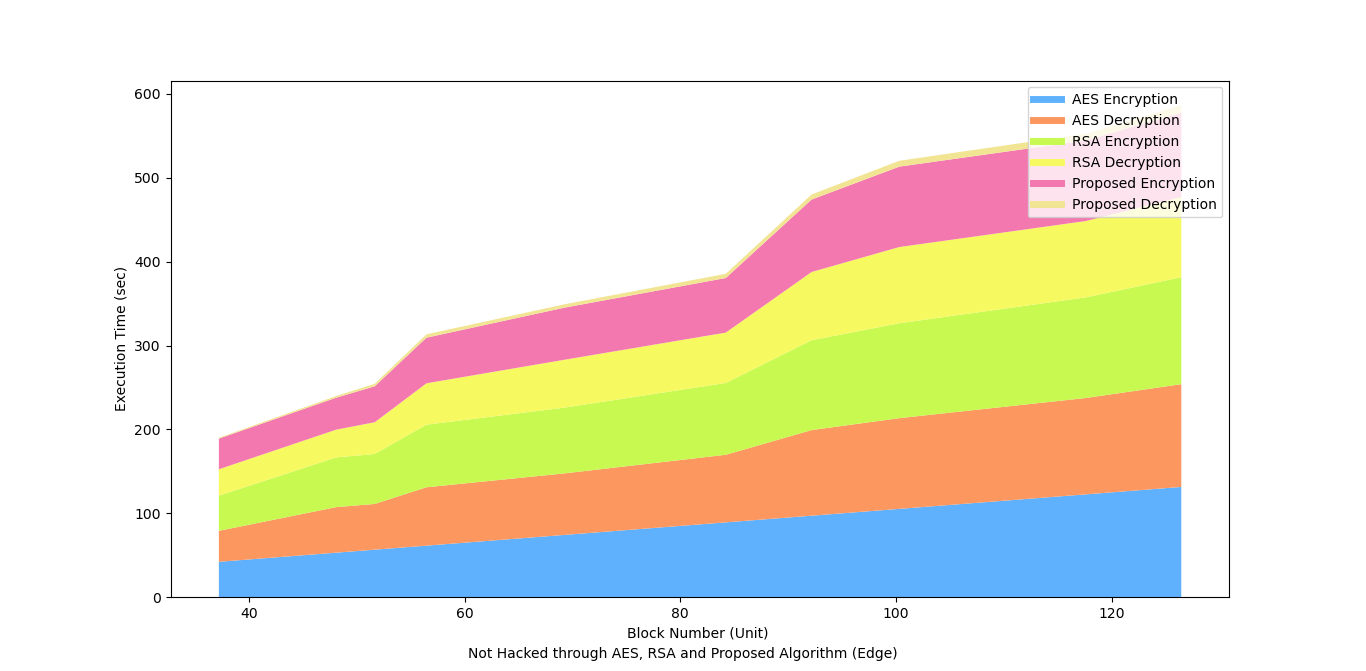 600
500
400
300
200
100
0
Execution Time (sec)
AES Encryption
AES Decryption
RSA Encryption
RSA Decryption
Proposed Encryption
Proposed Decryption
40 60 80 100 120
Block Number (Unit)
Not Hacked through AES, RSA and Proposed Algorithm (Edge)